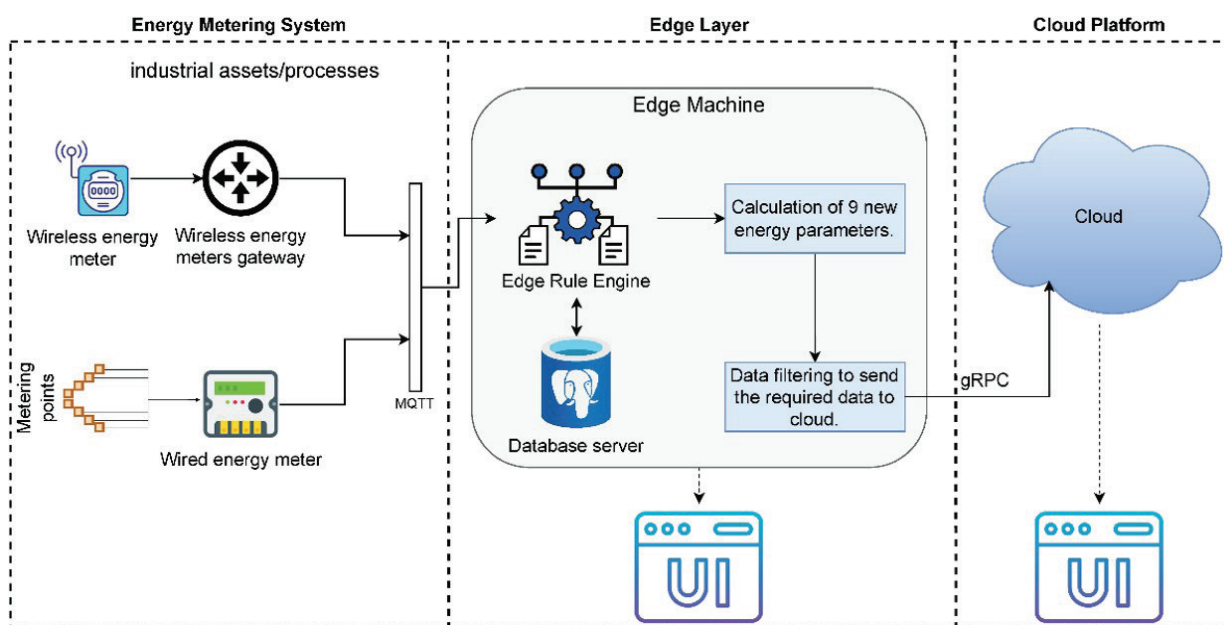 Energy Metering System
Edge Layer
Cloud Platform
industrial assets/processes
Edge Machine
0000
Wireless energy
meter
Wireless energy
meters gateway
Edge Rule Engine
Calculation of 9 new
energy parameters.
Cloud
Metering
points
Wired energy meter
MQTT
Database server
Data filtering to send
the required data to
cloud.
gRPC
UI
UI